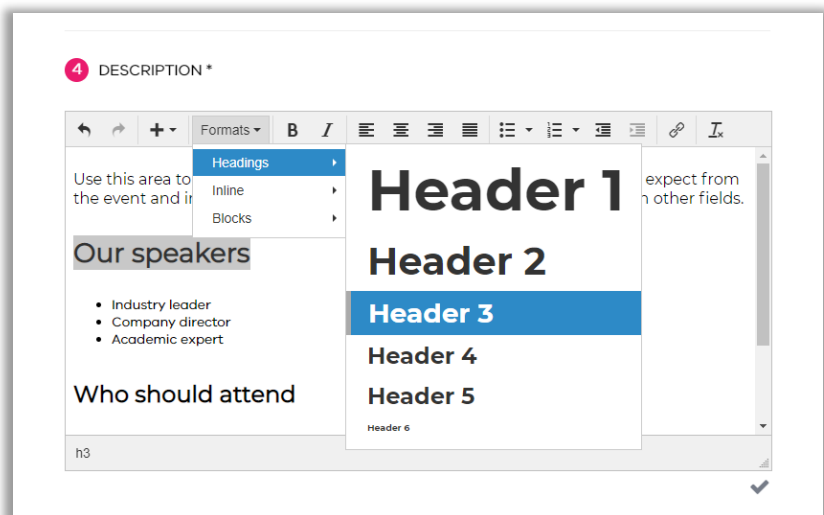 4 DESCRIPTION *
Formats B I
Headings
Inline
Blocks
Header 1
Header 2
Header 3
Header 4
Header 5
Header 6
Use this area to expect from
the event and other fields.
Our speakers
Industry leader
Company director
Academic expert
Who should attend
h3